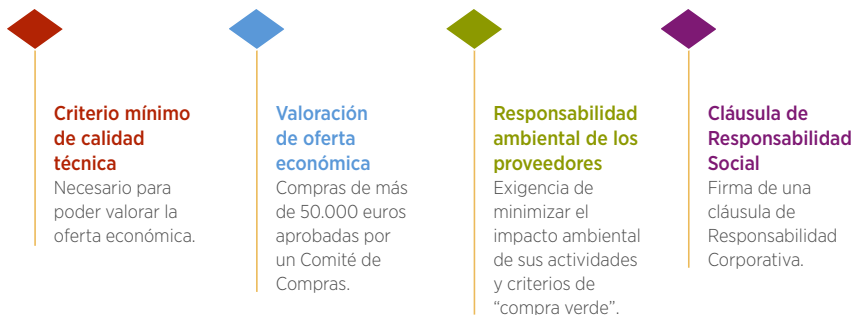 Criterio mínimo
de calidad
técnica
Necesario para
poder valorar la
oferta económica.
Valoración
de oferta
económica
Compras de más
de 50.000 euros
aprobadas por
un Comité de
Compras.
Responsabilidad
ambiental de los
proveedores
Exigencia de
minimizar el
impacto ambiental
de sus actividades
y criterios de
“compra verde”.
Cláusula de
Responsabilidad
Social
Firma de una
cláusula de
Responsabilidad
Corporativa.